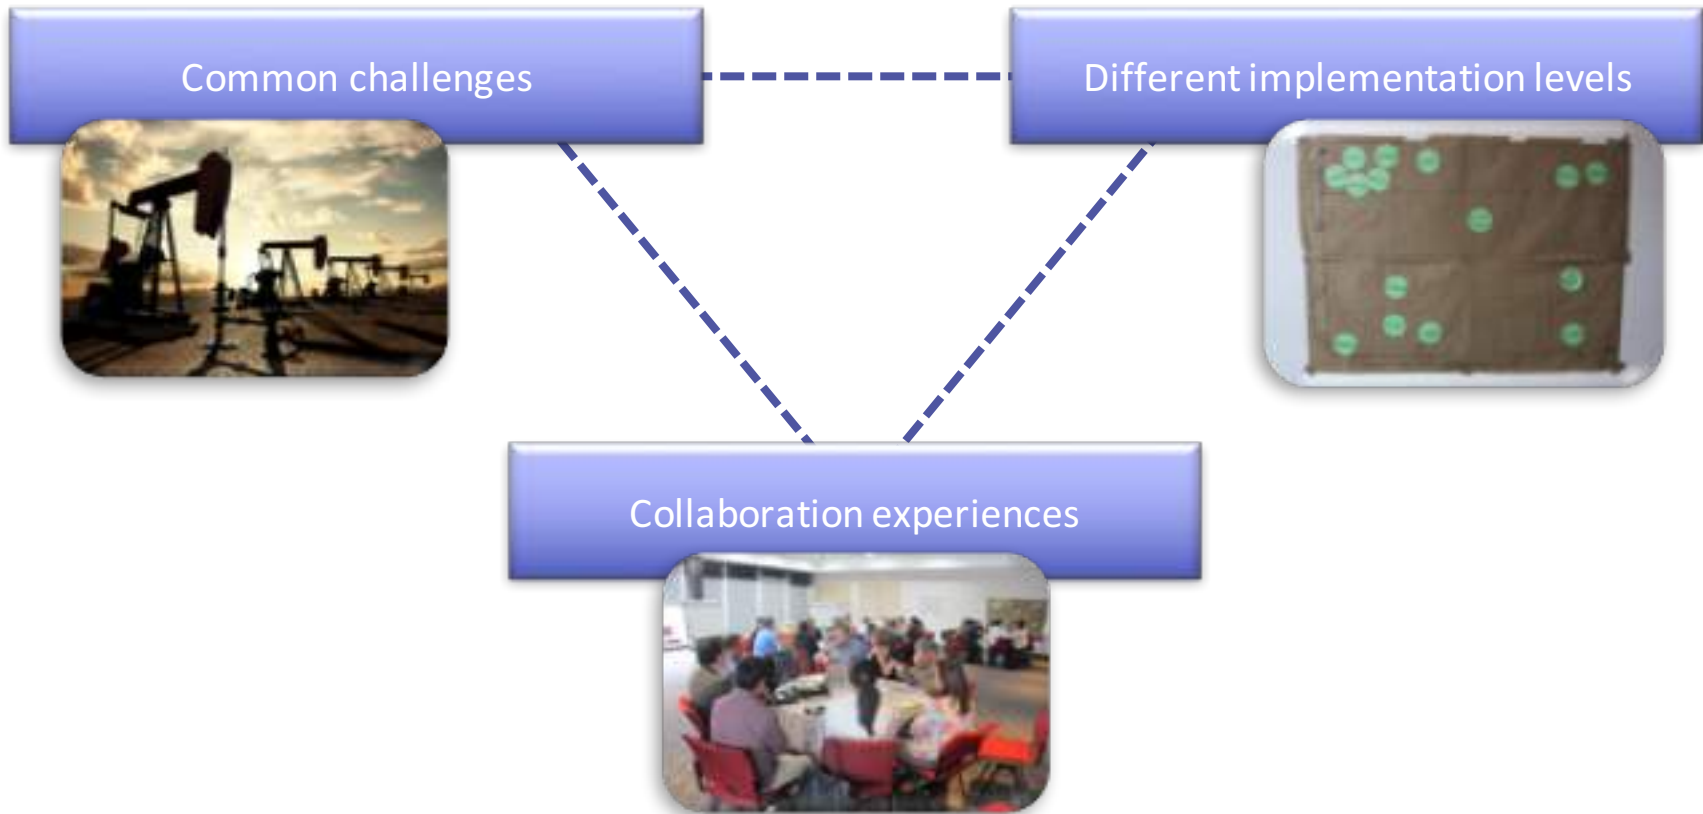 Common challenges
Different implementation levels
Collaboration experiences